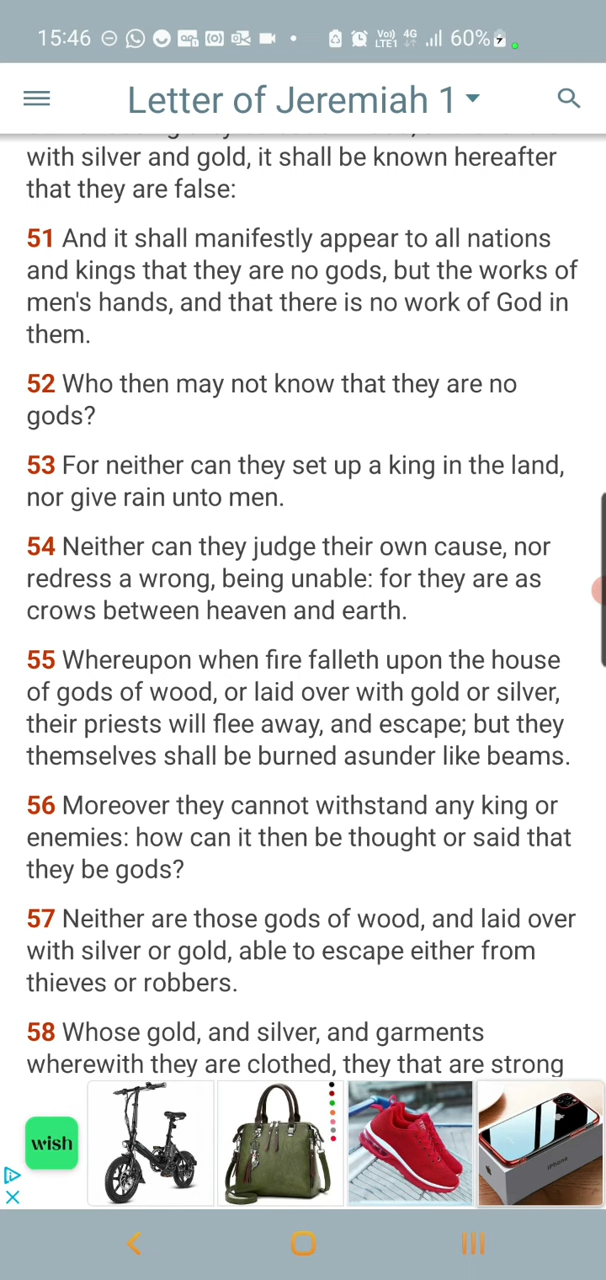 15:46 Vo)) LTE1 4G 60%
Letter of Jeremiah 1
with silver and gold, it shall be known hereafter
that they are false:
51 And it shall manifestly appear to all nations
and kings that they are no gods, but the works of
men's hands, and that there is no work of God in
them.
52 Who then may not know that they are no
gods?
53 For neither can they set up a king in the land,
nor give rain unto men.
54 Neither can they judge their own cause, nor
redress a wrong, being unable: for they are as
crows between heaven and earth.
55 Whereupon when fire falleth upon the house
of gods of wood, or laid over with gold or silver,
their priests will flee away, and escape; but they
themselves shall be burned asunder like beams.
56 Moreover they cannot withstand any king or
enemies: how can it then be thought or said that
they be gods?
57 Neither are those gods of wood, and laid over
with silver or gold, able to escape either from
thieves or robbers.
58 Whose gold, and silver, and garments
wherewith they are clothed, they that are strong
wish
iPhone